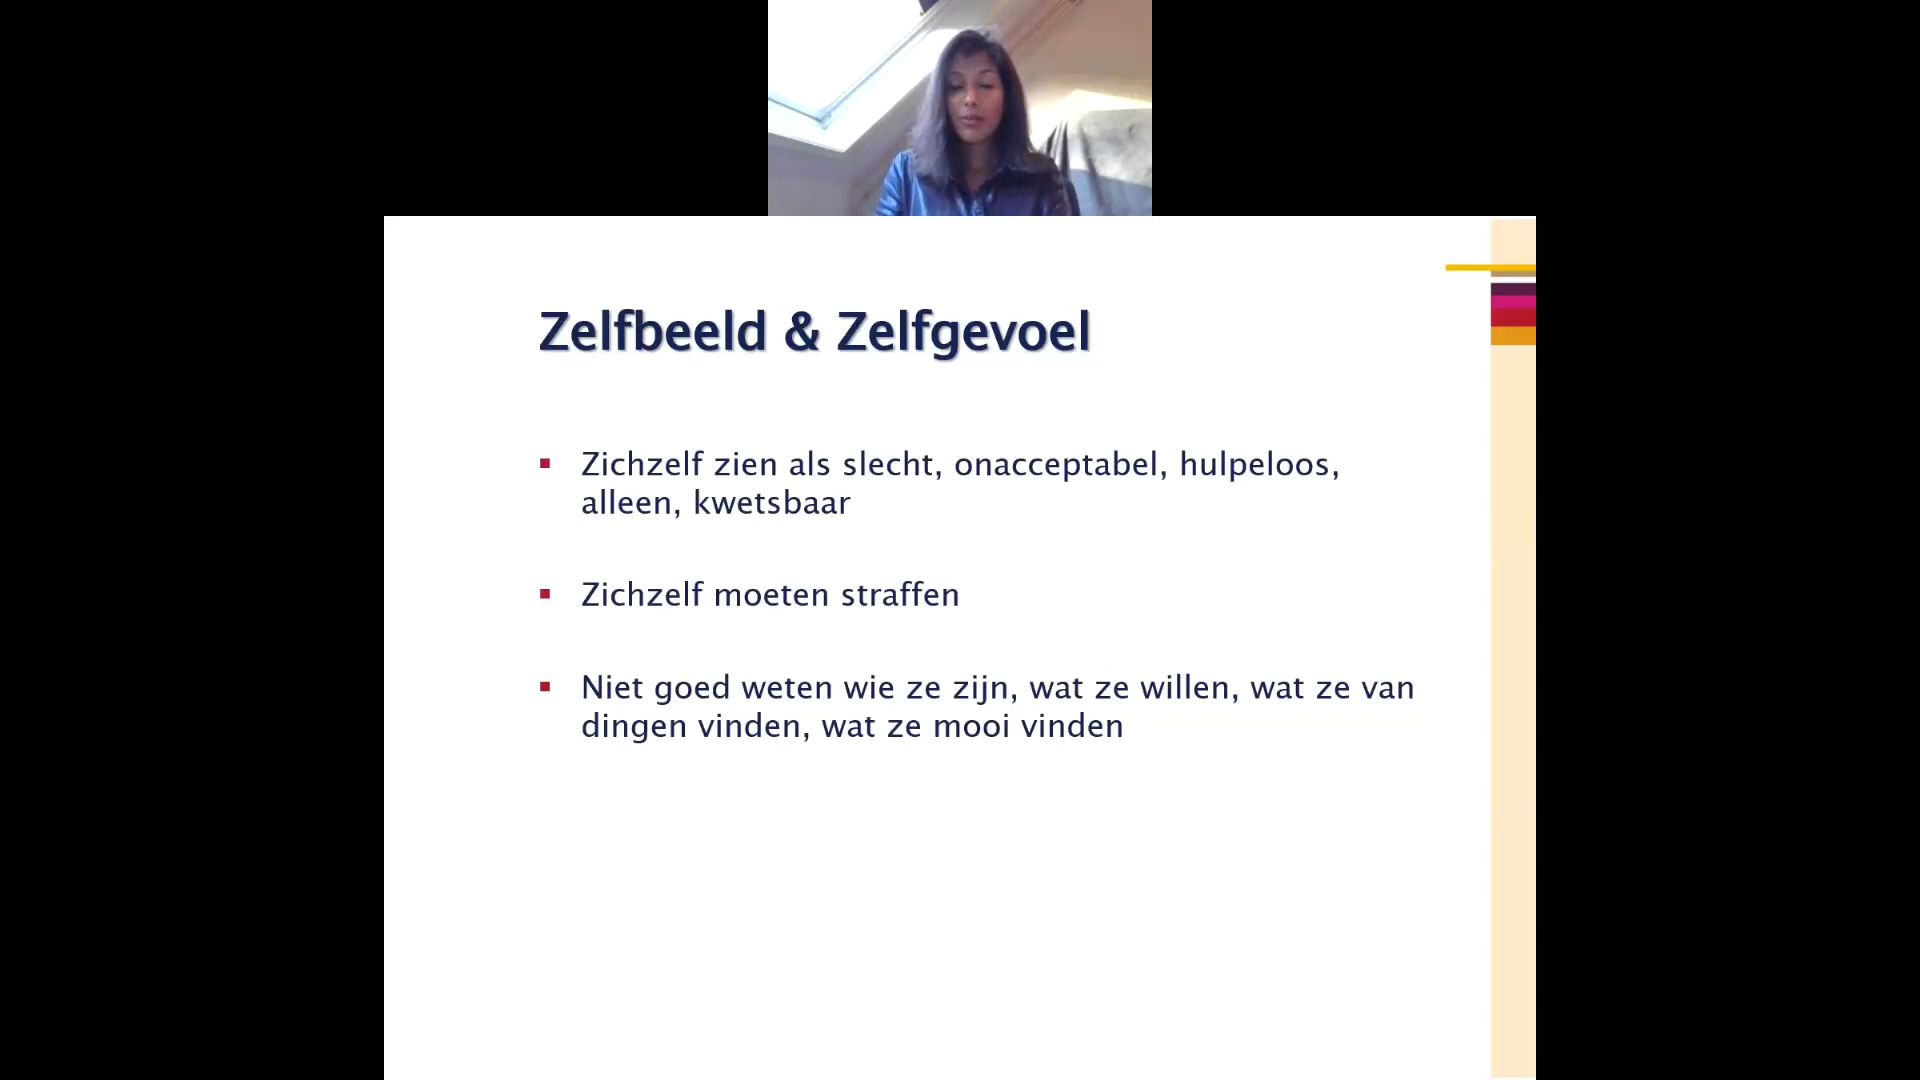 Zelfbeeld & Zelfgevoel
Zichzelf zien als slecht, onacceptabel, hulpeloos,
alleen, kwetsbaar
Zichzelf moeten straffen
Niet goed weten wie ze zijn, wat ze willen, wat ze van
dingen vinden, wat ze mooi vinden